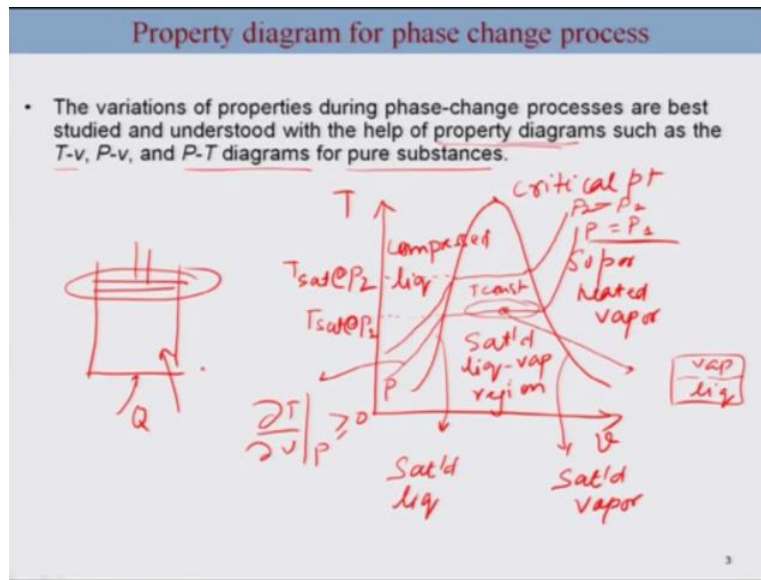 Property diagram for phase change process
• The variations of properties during phase-change processes are best
studied and understood with the help of property diagrams such as the
T-v, P-v, and P-T diagrams for pure substances.
T
critical pt
P2 > P1
P = P1
compressed
liq
Super
heated
vapor
Tsat@P2
Tsat@P1
T const
Sat'd
liq-vap
region
vap
liq
P
Q
∂T/∂v|P ≥ 0
v
Sat'd
liq
Sat'd
vapor
3